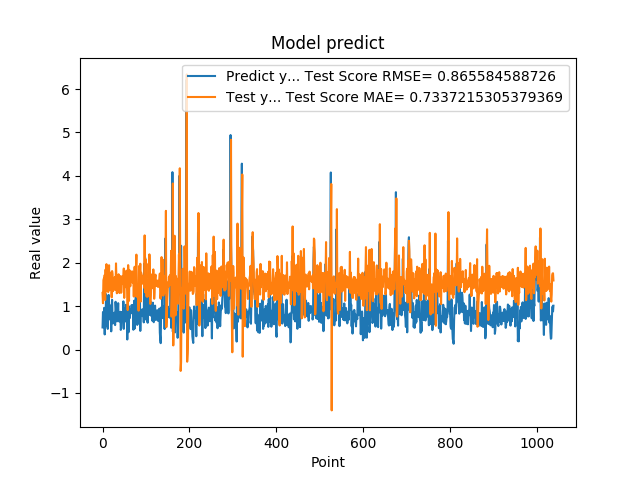 Model predict
Predict y... Test Score RMSE= 0.865584588726
Test y... Test Score MAE= 0.7337215305379369
6
5
4
3
2
1
0
−1
Real value
0 200 400 600 800 1000
Point